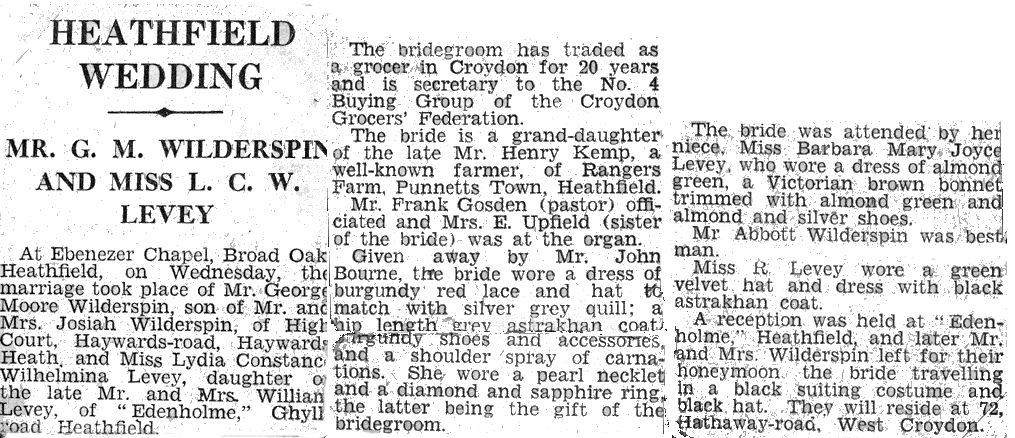 HEATHFIELD
WEDDING
MR. G. M. WILDERSPIN
AND MISS L. C. W.
LEVEY
At Ebenezer Chapel, Broad Oak
Heathfield, on Wednesday, the
marriage took place of Mr. George
Moore Wilderspin, son of Mr. and
Mrs. Josiah Wilderspin, of High
Court, Haywards-road, Haywards
Heath, and Miss Lydia Constanc
Wilhelmina Levey, daughter o
the late Mr. and Mrs. William
Levey, of "Edenholme," Ghyll
road Heathfield.
The bridegroom has traded as
a grocer in Croydon for 20 years
and is secretary to the No. 4
Buying Group of the Croydon
Grocers' Federation.
The bride is a grand-daughter
of the late Mr. Henry Kemp, a
well-known farmer, of Rangers
Farm, Punnetts Town, Heathfield.
Mr. Frank Gosden (pastor) offi-
ciated and Mrs. E. Upfield (sister
of the bride) was at the organ.
Given away by Mr. John
Bourne, the bride wore a dress of
burgundy red lace and hat to
match with silver grey quill; a
hip length grey astrakhan coat,
burgundy shoes and accessories,
and a shoulder spray of carna-
tions. She wore a pearl necklet
and a diamond and sapphire ring,
the latter being the gift of the
bridegroom.
The bride was attended by her
niece, Miss Barbara Mary Joyce
Levey, who wore a dress of almond
green, a Victorian brown bonnet
trimmed with almond green and
almond and silver shoes.
Mr Abbott Wilderspin was best
man.
Miss R. Levey wore a green
velvet hat and dress with black
astrakhan coat.
A reception was held at "Eden-
holme," Heathfield, and later Mr.
and Mrs. Wilderspin left for their
honeymoon, the bride travelling
in a black suiting costume and
black hat. They will reside at 72,
Hathaway-road, West Croydon.